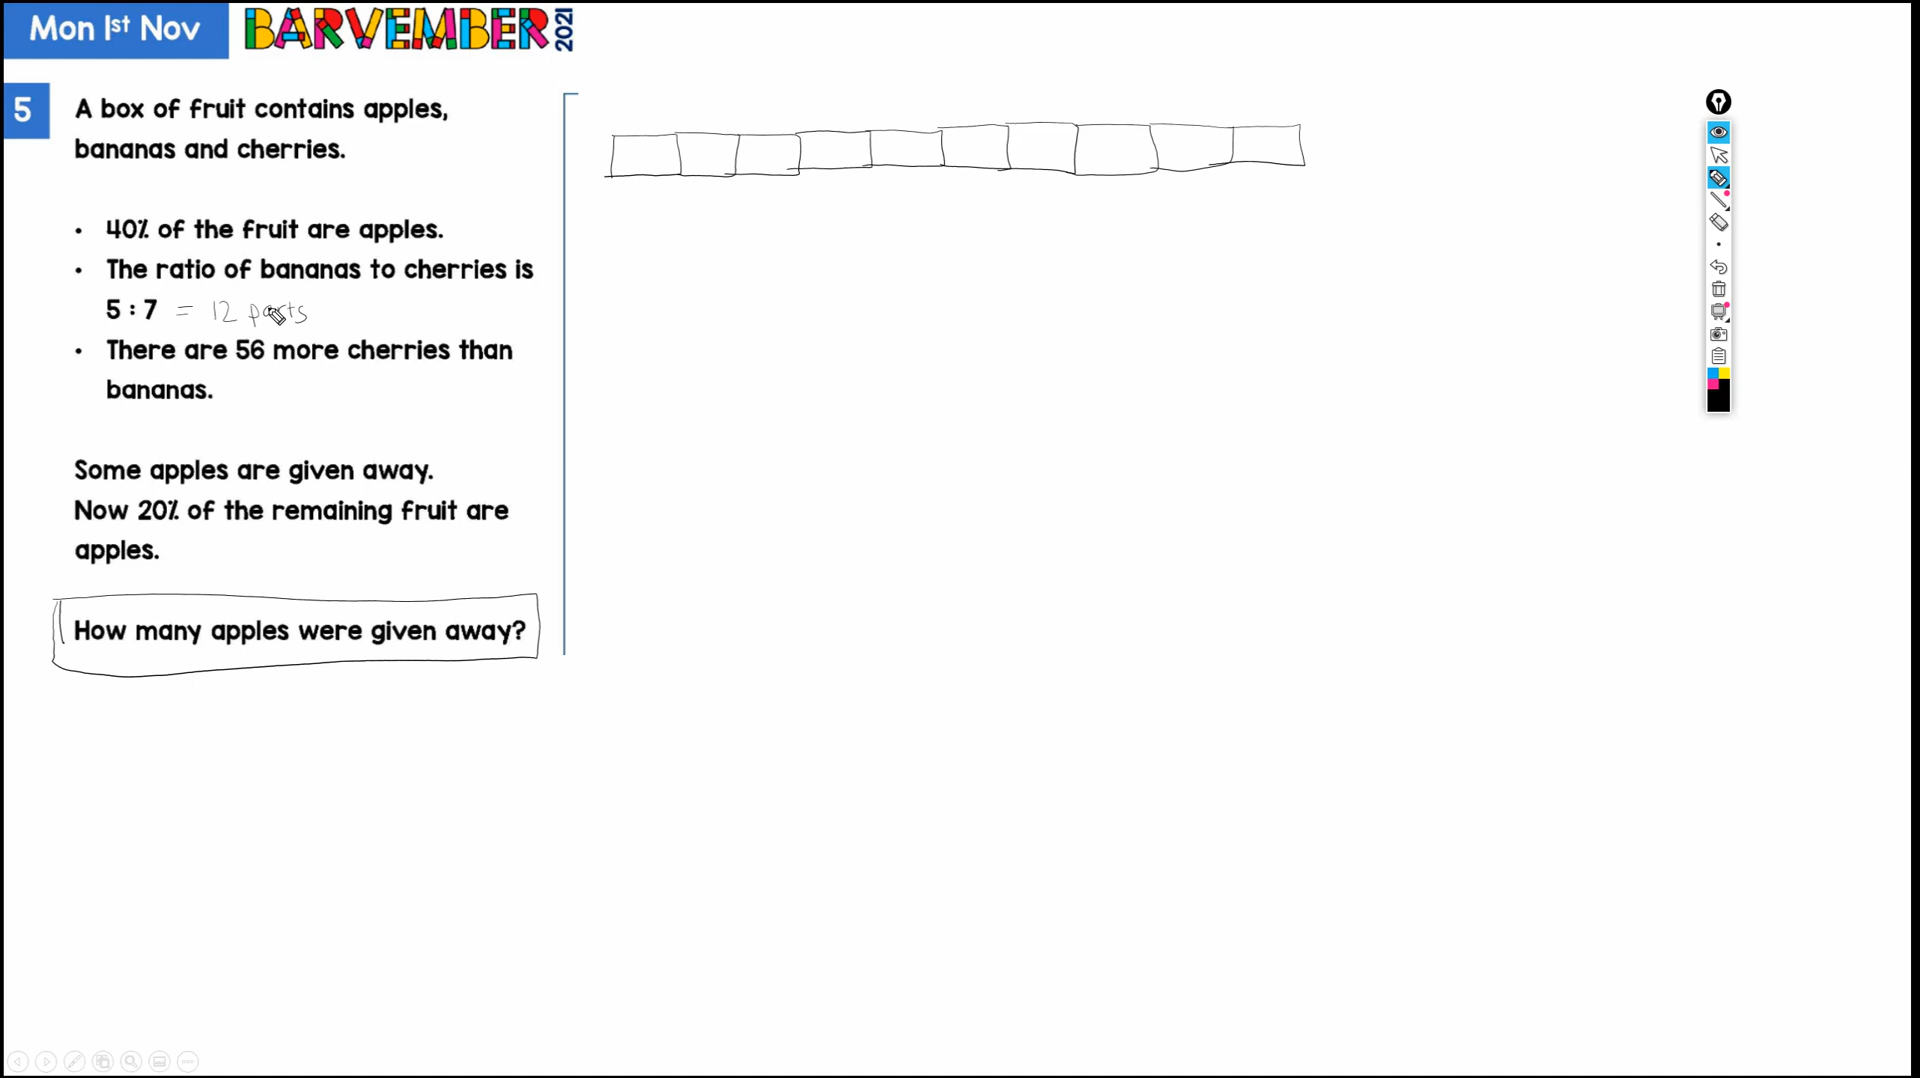 Mon 1st Nov
BARVEMBER 2021
5
A box of fruit contains apples,
bananas and cherries.
• 40% of the fruit are apples.
• The ratio of bananas to cherries is
5 : 7 = 12 parts
• There are 56 more cherries than
bananas.
Some apples are given away.
Now 20% of the remaining fruit are
apples.
How many apples were given away?